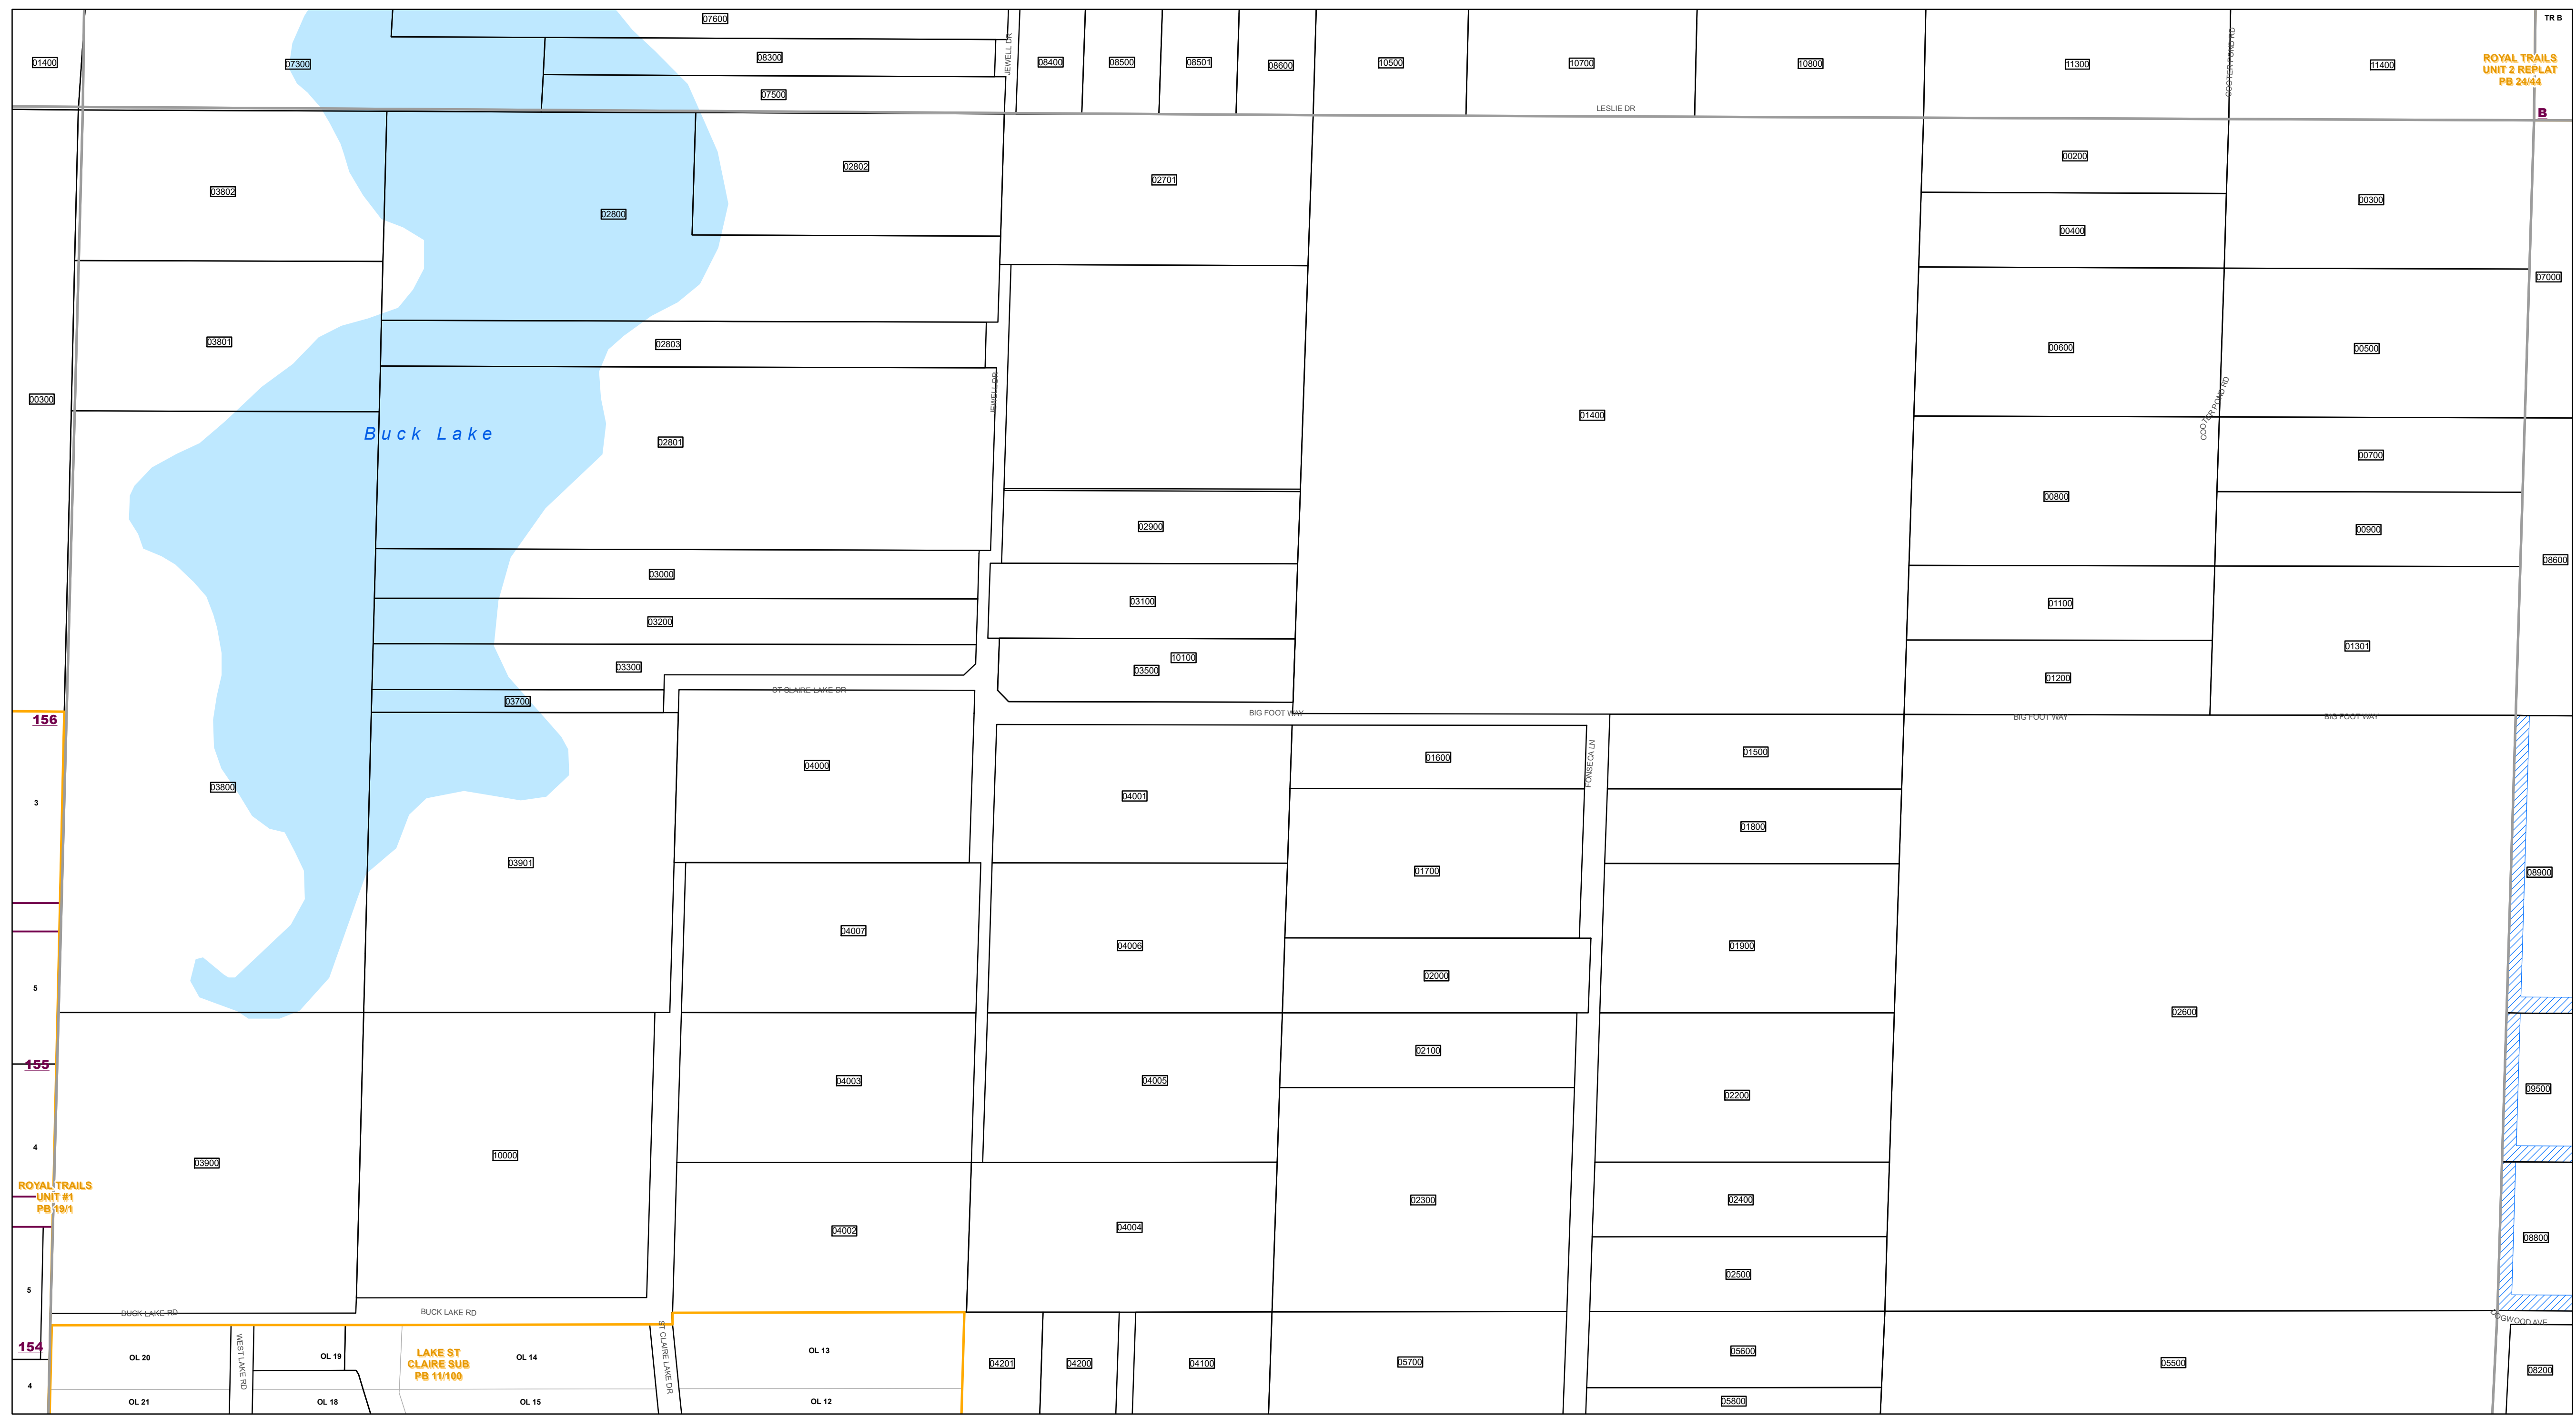 07600
TR B
01400
07300
08300
JEWELL DR
08400
08500
08501
08600
10500
10700
10800
11300
COOTER POND RD
11400
ROYAL TRAILS
UNIT 2 REPLAT
PB 24/44
07500
LESLIE DR
B
03802
02800
02802
02701
00200
00300
00400
07000
03801
02803
00600
00500
00300
JEWELL DR
01400
COOTER POND RD
Buck Lake
02801
00700
00800
02900
00900
08600
03000
03100
01100
03200
03300
03500
10100
01301
01200
03700
ST CLAIRE LAKE DR
BIG FOOT WAY
BIG FOOT WAY
BIG FOOT WAY
156
3
03800
04000
04001
01600
FONSECA LN
01500
01800
03901
01700
08900
04007
04006
01900
5
02000
02600
155
04003
04005
02100
02200
09500
4
03900
10000
ROYAL TRAILS
UNIT #1
PB 19/1
04002
04004
02300
02400
08800
5
02500
BUCK LAKE RD
BUCK LAKE RD
DOGWOOD AVE
154
OL 20
WEST LAKE RD
OL 19
LAKE ST
CLAIRE SUB
PB 11/100
OL 14
ST CLAIRE LAKE DR
OL 13
04201
04200
04100
05700
05600
05500
08200
4
OL 21
OL 18
OL 15
OL 12
05800